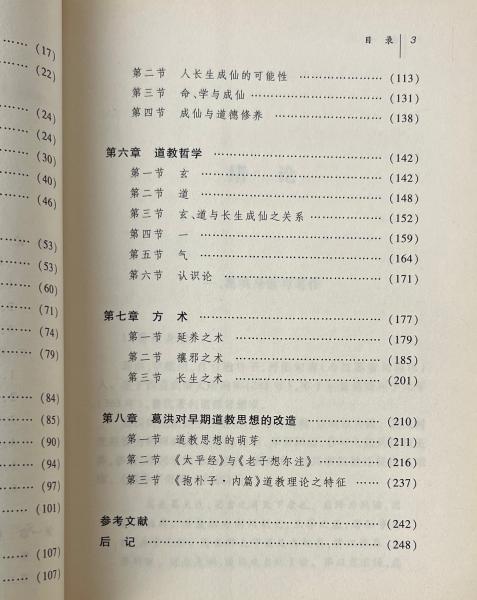 (17)
(22)
(24)
(24)
(30)
(40)
(46)
(53)
(53)
(60)
(71)
(74)
(79)
(84)
(85)
(90)
(94)
(97)
(101)
(107)
(107)
目 录 3
第二节 人长生成仙的可能性 (113)
第三节 命、学与成仙 (131)
第四节 成仙与道德修养 (138)
第六章 道教哲学 (142)
第一节 玄 (142)
第二节 道 (148)
第三节 玄、道与长生成仙之关系 (152)
第四节 一 (159)
第五节 气 (164)
第六节 认识论 (171)
第七章 方 术 (177)
第一节 延养之术 (179)
第二节 禳邪之术 (185)
第三节 长生之术 (201)
第八章 葛洪对早期道教思想的改造 (210)
第一节 道教思想的萌芽 (211)
第二节 《太平经》与《老子想尔注》 (216)
第三节 《抱朴子·内篇》道教理论之特征 (237)
参考文献 (242)
后 记 (248)